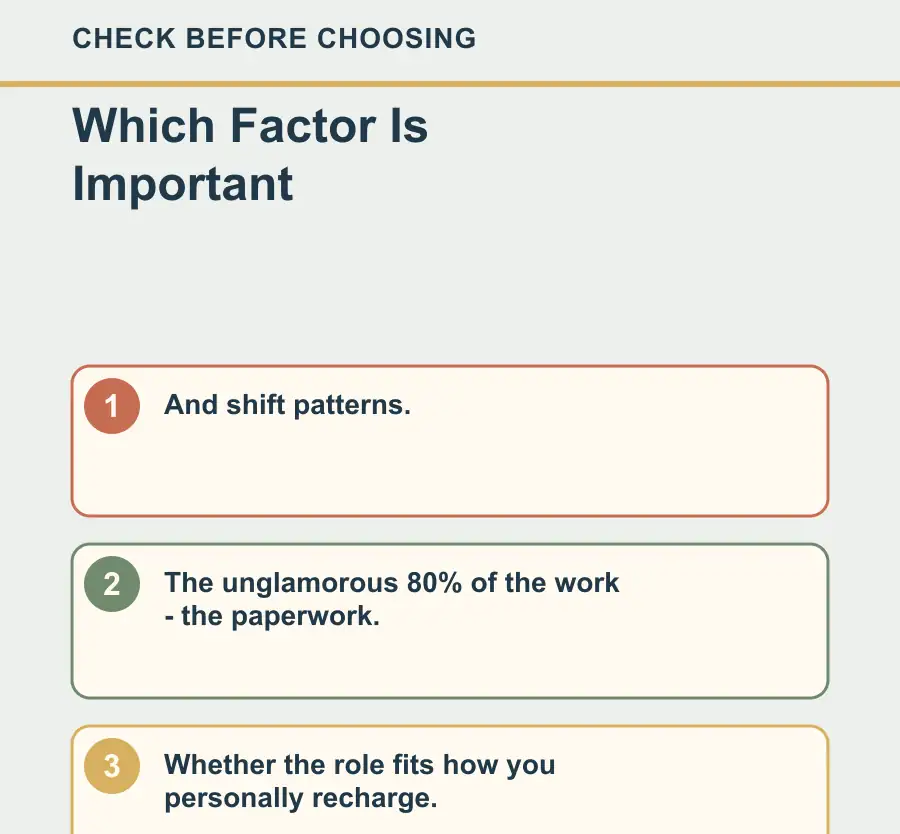 CHECK BEFORE CHOOSING
Which Factor Is
Important
1
And shift patterns.
2
The unglamorous 80% of the work
- the paperwork.
3
Whether the role fits how you
personally recharge.